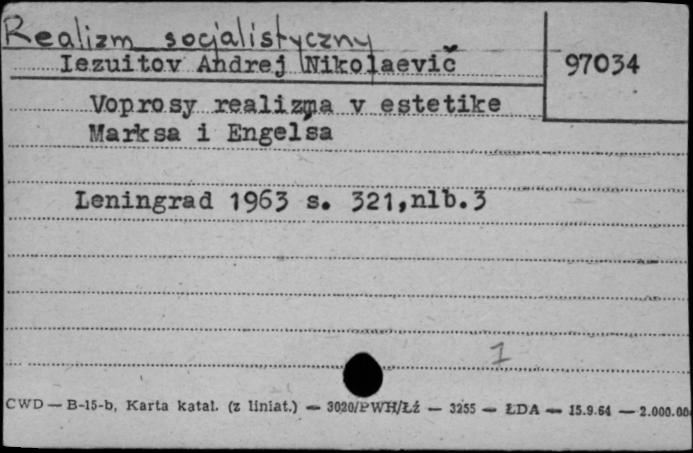 Realizm socjalistyczny
Iezuitov Andrej Nikolaevič
97034
Voprosy realizma v estetike
Marksa i Engelsa
Leningrad 1963 s. 321,nlb.3
1
CWD — B-15-b, Karta katal. (z liniat.) — 3020/PWH/Łź — 3255 — ŁDA — 15.9.64 — 2.000.00